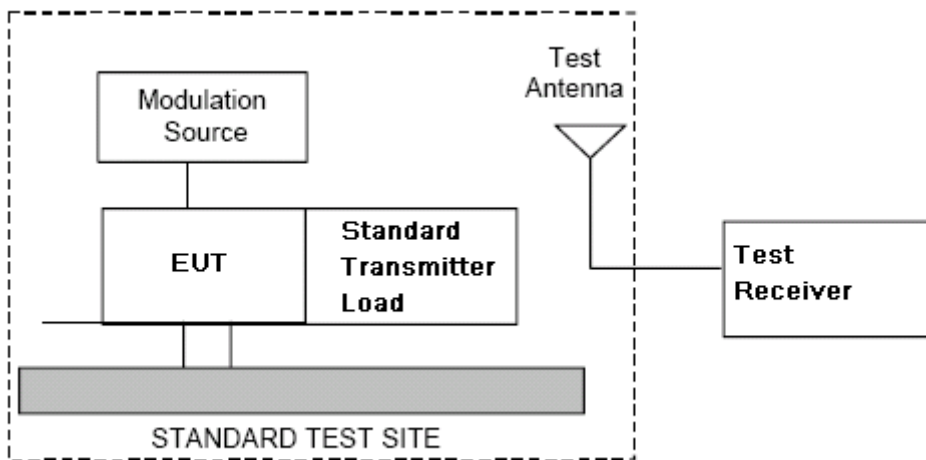 Test
Antenna
Modulation
Source
EUT
Standard
Transmitter
Load
Test
Receiver
STANDARD TEST SITE